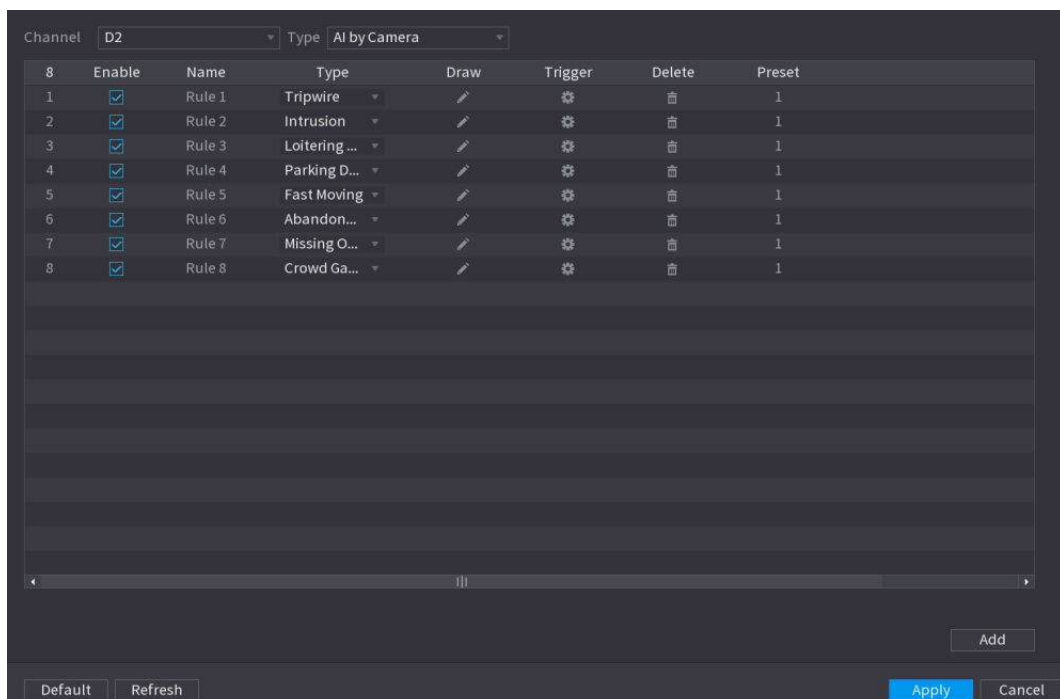 Channel D2 Type AI by Camera
8 Enable Name Type Draw Trigger Delete Preset
1 Rule 1 Tripwire 1
2 Rule 2 Intrusion 1
3 Rule 3 Loitering ... 1
4 Rule 4 Parking D... 1
5 Rule 5 Fast Moving 1
6 Rule 6 Abandon... 1
7 Rule 7 Missing O... 1
8 Rule 8 Crowd Ga... 1
Add
Default Refresh Apply Cancel